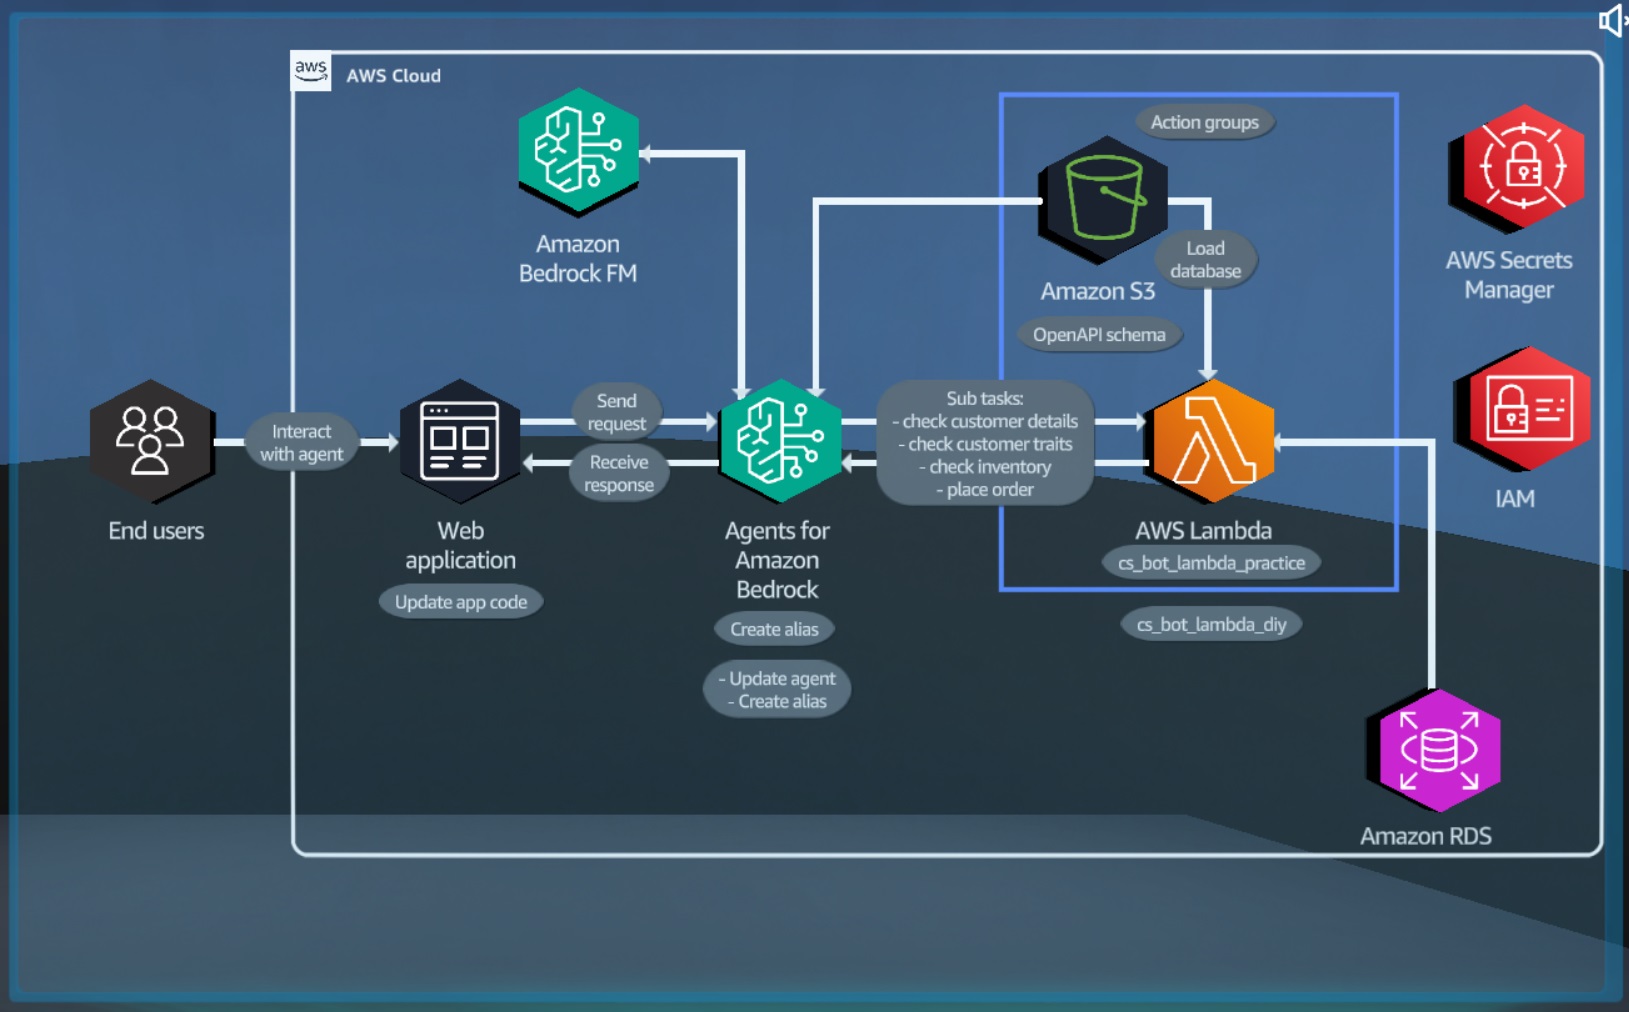 aws
AWS Cloud
Amazon
Bedrock FM
Action groups
Load
database
Amazon S3
OpenAPI schema
AWS Secrets
Manager
IAM
End users
Interact
with agent
Web
application
Update app code
Send
request
Receive
response
Agents for
Amazon
Bedrock
Create alias
- Update agent
- Create alias
Sub tasks:
- check customer details
- check customer traits
- check inventory
- place order
AWS Lambda
cs_bot_lambda_practice
cs_bot_lambda_diy
Amazon RDS